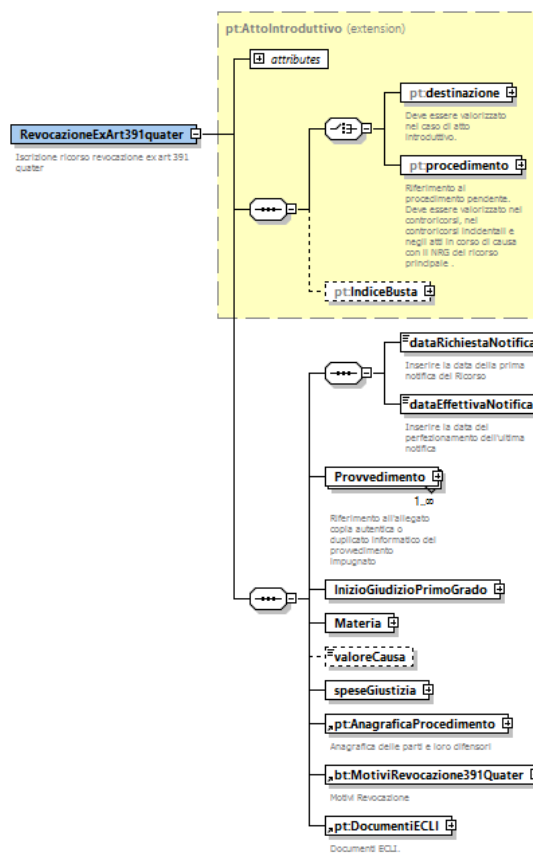 pt:AttoIntroduttivo (extension)
attributes
RevocazioneExArt391quater
Iscrizione ricorso revocazione ex art 391
quater
pt:destinazione
Deve essere valorizzato
nel caso di atto
introduttivo.
pt:procedimento
Riferimento al
procedimento pendente.
Deve essere valorizzato nei
controricorsi, nei
controricorsi incidentali e
negli atti in corso di causa
con il NRG del ricorso
principale .
pt:IndiceBusta
dataRichiestaNotifica
Inserire la data della prima
notifica del Ricorso
dataEffettivaNotifica
Inserire la data del
perfezionamento dell'ultima
notifica
Provvedimento
1..∞
Riferimento all'allegato
copia autentica o
duplicato informatico del
provvedimento
impugnato
InizioGiudizioPrimoGrado
Materia
valoreCausa
speseGiustizia
pt:AnagraficaProcedimento
Anagrafica delle parti e loro difensori
bt:MotiviRevocazione391Quater
Motivi Revocazione
pt:DocumentiECLI
Documenti ECLI.